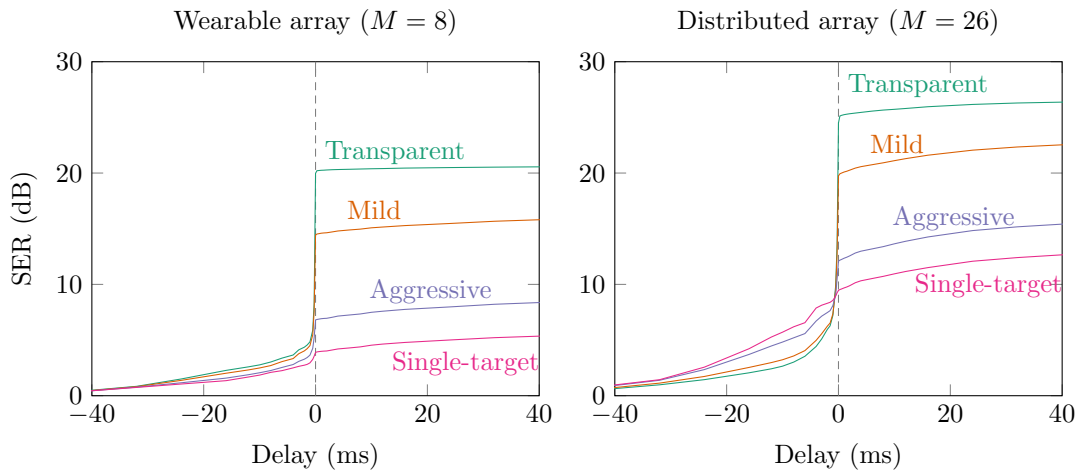 Wearable array (M = 8)
Distributed array (M = 26)
SER (dB)
30
20
10
0
Transparent
Mild
Aggressive
Single-target
−40
−20
0
20
40
Delay (ms)
30
20
10
0
Transparent
Mild
Aggressive
Single-target
−40
−20
0
20
40
Delay (ms)